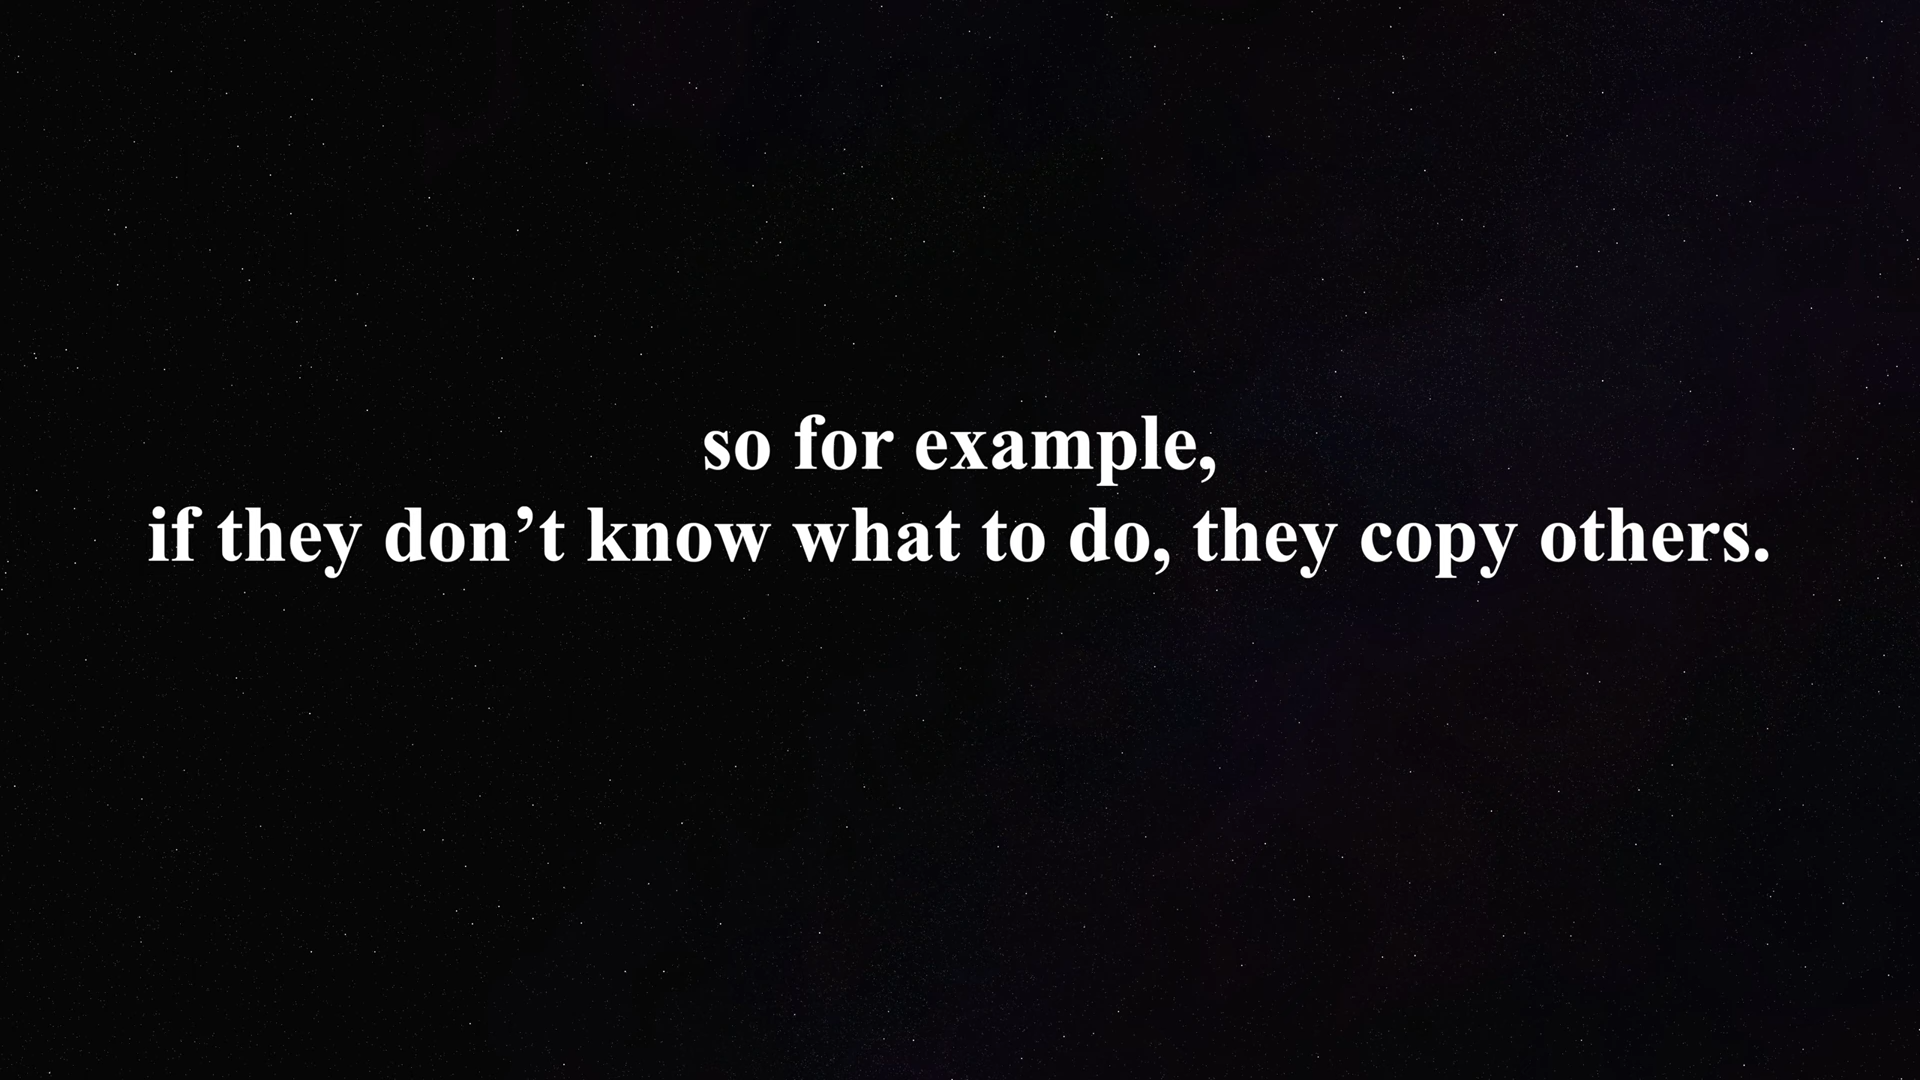 so for example,
if they don’t know what to do, they copy others.